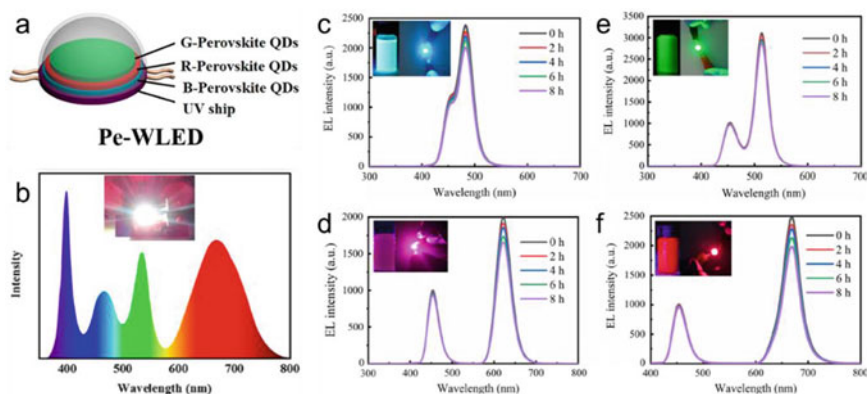 a
G-Perovskite QDs
R-Perovskite QDs
B-Perovskite QDs
UV ship
Pe-WLED
b
Intensity
400 500 600 700 800
Wavelength (nm)
c
EL intensity (a.u.)
2500
2000
1500
1000
500
0
300 400 500 600 700
Wavelength (nm)
0 h
2 h
4 h
6 h
8 h
d
EL intensity (a.u.)
2000
1500
1000
500
0
300 400 500 600 700 800
Wavelength (nm)
0 h
2 h
4 h
6 h
8 h
e
EL intensity (a.u.)
3500
3000
2500
2000
1500
1000
500
0
300 400 500 600 700
Wavelength (nm)
0 h
2 h
4 h
6 h
8 h
f
EL intensity (a.u.)
2500
2000
1500
1000
500
0
400 500 600 700 800
Wavelength (nm)
0 h
2 h
4 h
6 h
8 h